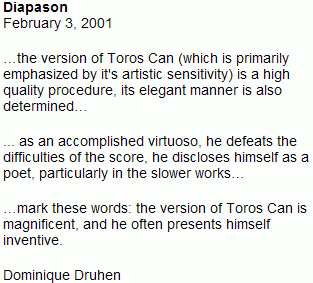 Diapason
February 3, 2001
…the version of Toros Can (which is primarily
emphasized by it's artistic sensitivity) is a high
quality procedure, its elegant manner is also
determined…
... as an accomplished virtuoso, he defeats the
difficulties of the score, he discloses himself as a
poet, particularly in the slower works…
…mark these words: the version of Toros Can is
magnificent, and he often presents himself
inventive.
Dominique Druhen